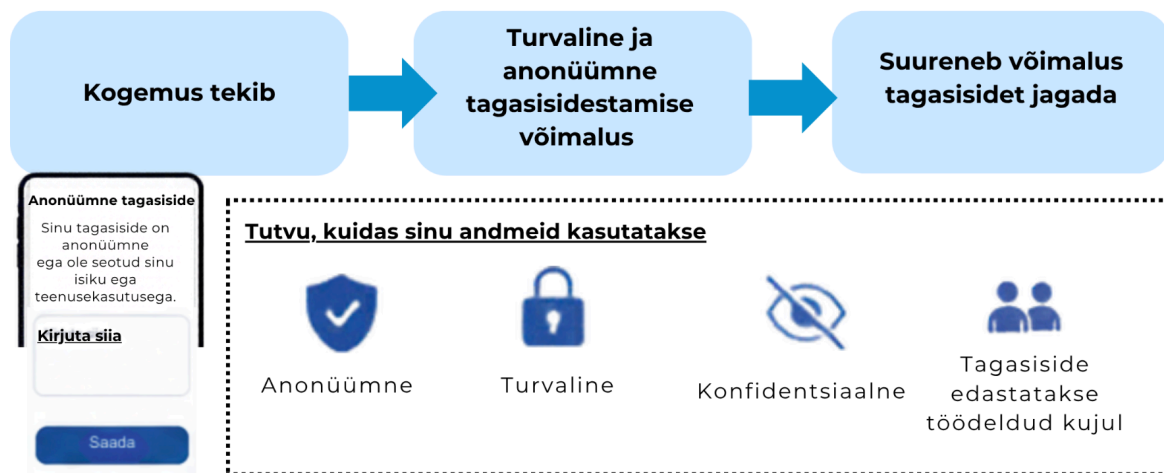 Kogemus tekib
Turvaline ja
anonüümne
tagasisidestamise
võimalus
Suureneb võimalus
tagasisidet jagada
Anonüümne tagasiside
Sinu tagasiside on
anonüümne
ega ole seotud sinu
isiku ega
teenusekasutusega.
Kirjuta siia
Saada
Tutvu, kuidas sinu andmeid kasutatakse
Anonüümne
Turvaline
Konfidentsiaalne
Tagasiside
edastatakse
töödeldud kujul